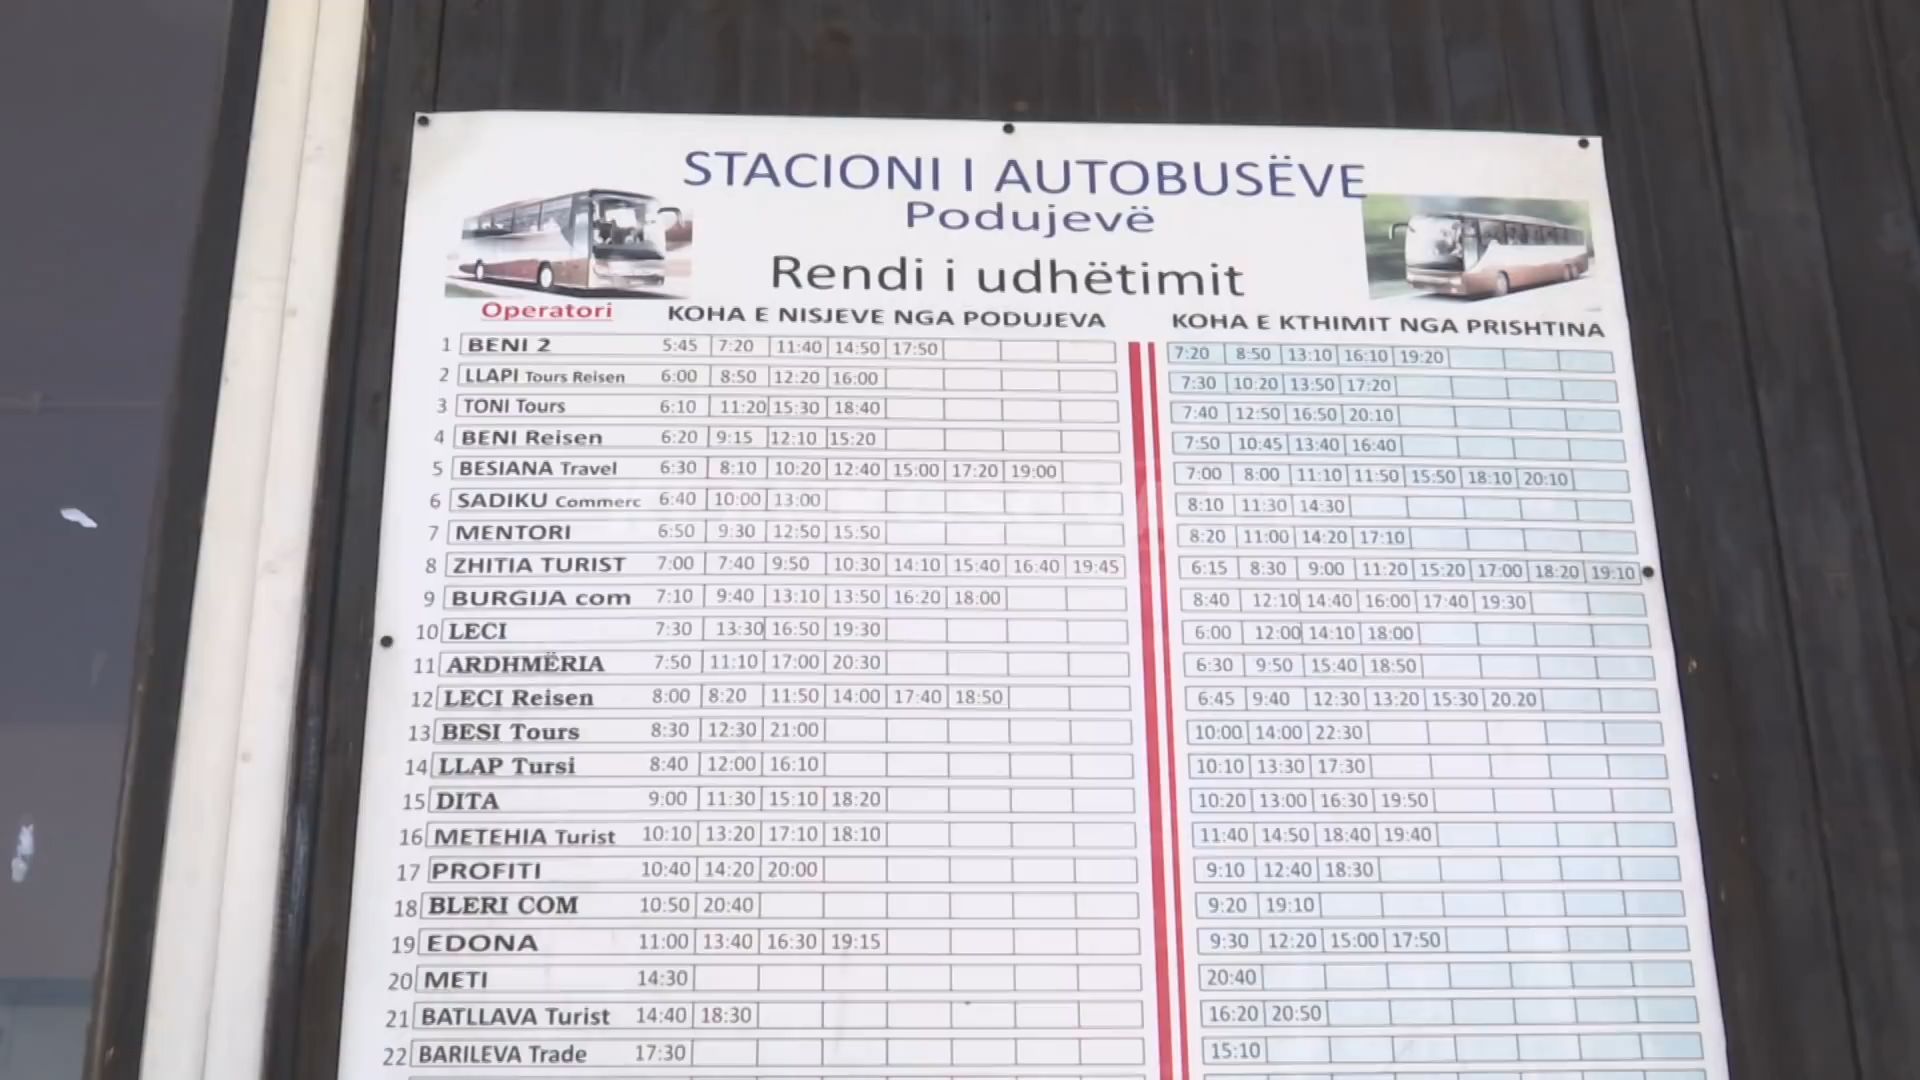 STACIONI I AUTOBUSËVE
Podujevë
Rendi i udhëtimit
Operatori KOHA E NISJEVE NGA PODUJEVA KOHA E KTHIMIT NGA PRISHTINA
1 BENI 2 5:45 7:20 11:40 14:50 17:50 7:20 8:50 13:10 16:10 19:20
2 LLAPI Tours Reisen 6:00 8:50 12:20 16:00 7:30 10:20 13:50 17:20
3 TONI Tours 6:10 11:20 15:30 18:40 7:40 12:50 16:50 20:10
4 BENI Reisen 6:20 9:15 12:10 15:20 7:50 10:45 13:40 16:40
5 BESIANA Travel 6:30 8:10 10:20 12:40 15:00 17:20 19:00 7:00 8:00 11:10 11:50 15:50 18:10 20:10
6 SADIKU Commerc 6:40 10:00 13:00 8:10 11:30 14:30
7 MENTORI 6:50 9:30 12:50 15:50 8:20 11:00 14:20 17:10
8 ZHITIA TURIST 7:00 7:40 9:50 10:30 14:10 15:40 16:40 19:45 6:15 8:30 9:00 11:20 15:20 17:00 18:20 19:10
9 BURGIJA com 7:10 9:40 13:10 13:50 16:20 18:00 8:40 12:10 14:40 16:00 17:40 19:30
10 LECI 7:30 13:30 16:50 19:30 6:00 12:00 14:10 18:00
11 ARDHMËRIA 7:50 11:10 17:00 20:30 6:30 9:50 15:40 18:50
12 LECI Reisen 8:00 8:20 11:50 14:00 17:40 18:50 6:45 9:40 12:30 13:20 15:30 20.20
13 BESI Tours 8:30 12:30 21:00 10:00 14:00 22:30
14 LLAP Tursi 8:40 12:00 16:10 10:10 13:30 17:30
15 DITA 9:00 11:30 15:10 18:20 10:20 13:00 16:30 19:50
16 METEHIA Turist 10:10 13:20 17:10 18:10 11:40 14:50 18:40 19:40
17 PROFITI 10:40 14:20 20:00 9:10 12:40 18:30
18 BLERI COM 10:50 20:40 9:20 19:10
19 EDONA 11:00 13:40 16:30 19:15 9:30 12:20 15:00 17:50
20 METI 14:30 20:40
21 BATLLAVA Turist 14:40 18:30 16:20 20:50
22 BARILEVA Trade 17:30 15:10